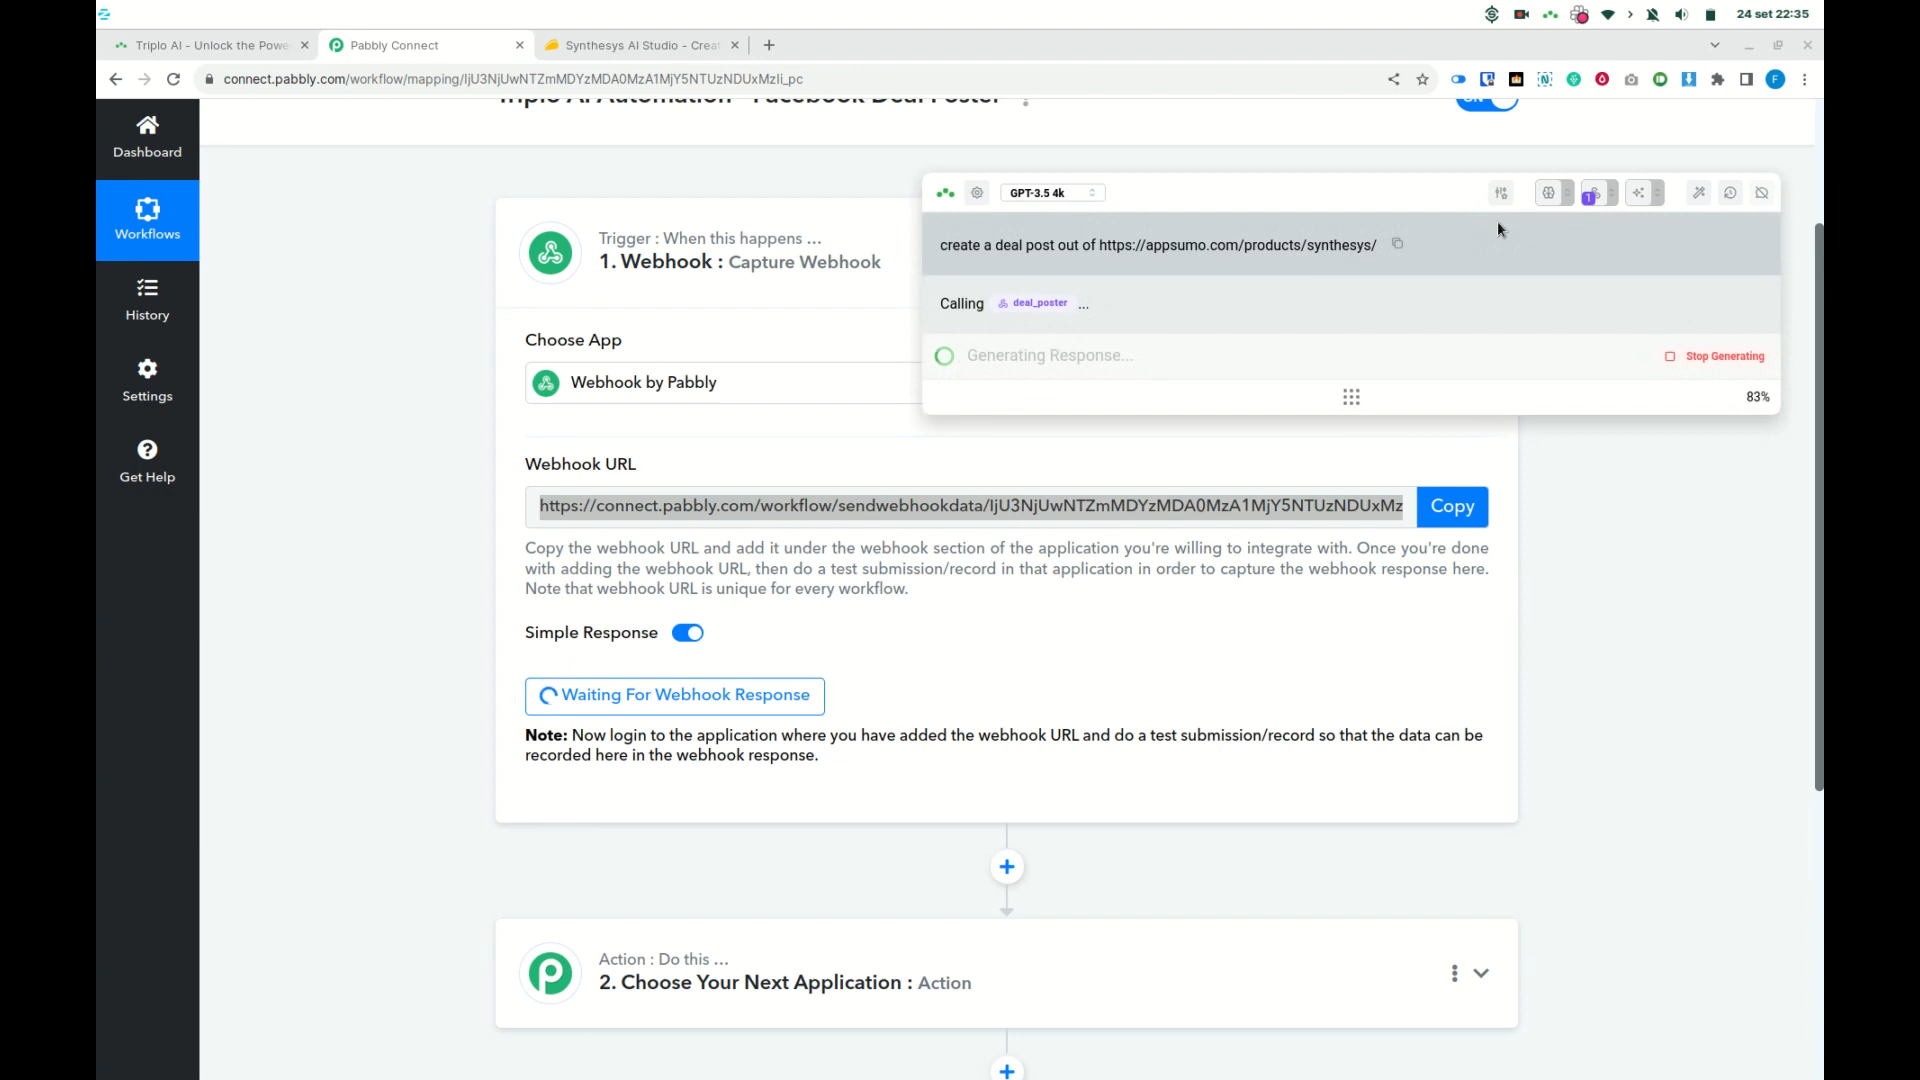 24 set 22:35
Triplo AI - Unlock the Powe
Pabbly Connect
Synthesys AI Studio - Creat
connect.pabbly.com/workflow/mapping/IjU3NjUwNTZmMDYzMDA0MzA1MjY5NTUzNDUxMzIi_pc
F
Triplo AI Automation - Facebook Deal Poster
ON
Dashboard
Workflows
History
Settings
Get Help
GPT-3.5 4k
1
create a deal post out of https://appsumo.com/products/synthesys/
Calling deal_poster ...
Generating Response...
Stop Generating
83%
Trigger : When this happens ...
1. Webhook : Capture Webhook
Choose App
Webhook by Pabbly
Webhook URL
https://connect.pabbly.com/workflow/sendwebhookdata/IjU3NjUwNTZmMDYzMDA0MzA1MjY5NTUzNDUxMz
Copy
Copy the webhook URL and add it under the webhook section of the application you're willing to integrate with. Once you're done
with adding the webhook URL, then do a test submission/record in that application in order to capture the webhook response here.
Note that webhook URL is unique for every workflow.
Simple Response
Waiting For Webhook Response
Note: Now login to the application where you have added the webhook URL and do a test submission/record so that the data can be
recorded here in the webhook response.
Action : Do this ...
2. Choose Your Next Application : Action